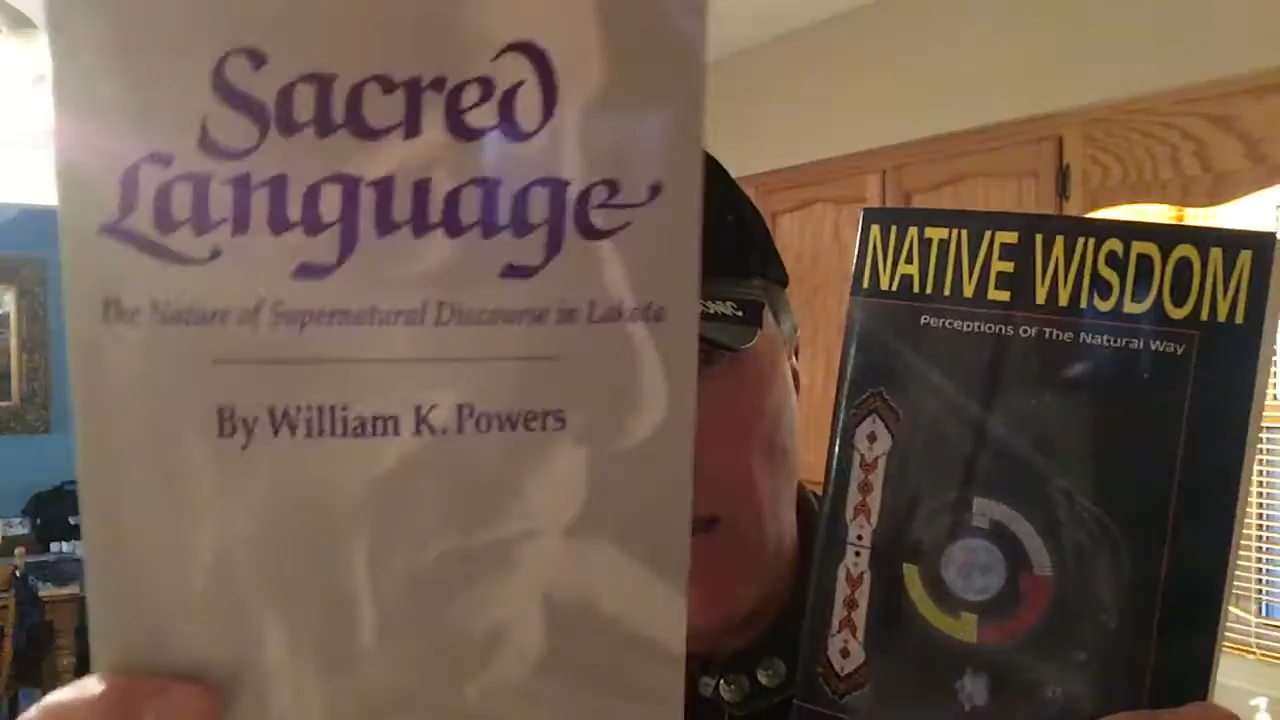 Sacred
Language
The Nature of Supernatural Discourse in Lakota
By William K. Powers
NATIVE WISDOM
Perceptions Of The Natural Way